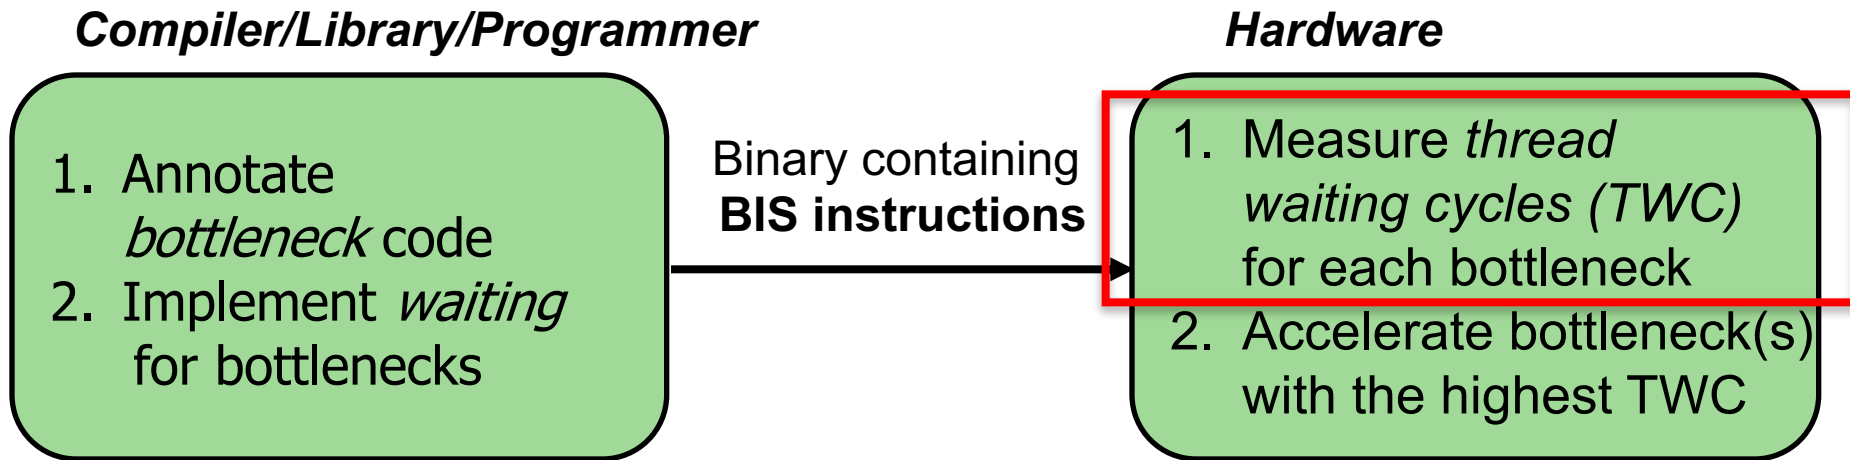 Compiler/Library/Programmer
1. Annotate
bottleneck code
2. Implement waiting
for bottlenecks
Binary containing
BIS instructions
Hardware
1. Measure thread
waiting cycles (TWC)
for each bottleneck
2. Accelerate bottleneck(s)
with the highest TWC